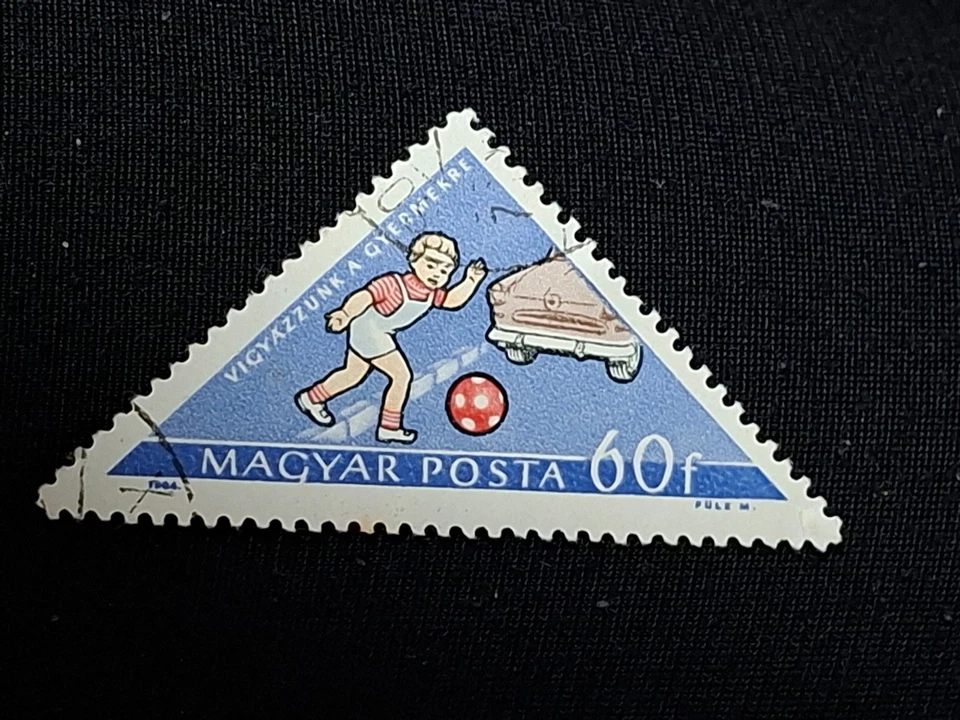 VIGYÁZZUNK A GYERMEKRE
MAGYAR POSTA 60f
1964
FÜLE M.